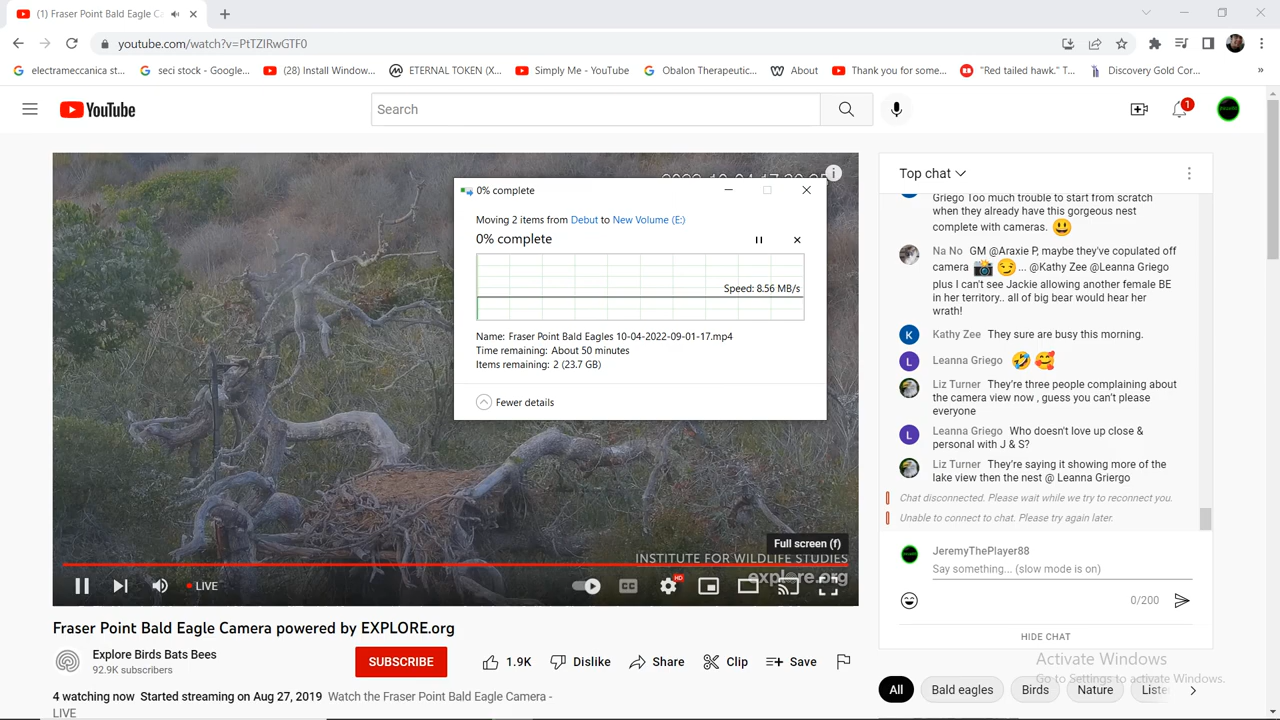 (1) Fraser Point Bald Eagle Ca
youtube.com/watch?v=PtTZlRwGTF0
electrameccanica st...
seci stock - Google...
(28) Install Window...
ETERNAL TOKEN (X...
Simply Me - YouTube
Obalon Therapeutic...
About
Thank you for some...
"Red tailed hawk." T...
Discovery Gold Cor...
»
YouTube
Search
1
0% complete
Moving 2 items from Debut to New Volume (E:)
0% complete
Speed: 8.56 MB/s
Name: Fraser Point Bald Eagles 10-04-2022-09-01-17.mp4
Time remaining: About 50 minutes
Items remaining: 2 (23.7 GB)
Fewer details
Full screen (f)
INSTITUTE FOR WILDLIFE STUDIES
explore.org
LIVE
CC
HD
Fraser Point Bald Eagle Camera powered by EXPLORE.org
Explore Birds Bats Bees
92.9K subscribers
SUBSCRIBE
1.9K
Dislike
Share
Clip
Save
4 watching now Started streaming on Aug 27, 2019 Watch the Fraser Point Bald Eagle Camera -
LIVE
Top chat
Griego Too much trouble to start from scratch
when they already have this gorgeous nest
complete with cameras. 😃
Na No GM @Araxie P, maybe they've copulated off
camera 📸 😏... @Kathy Zee @Leanna Griego
plus I can't see Jackie allowing another female BE
in her territory.. all of big bear would hear her
wrath!
K
Kathy Zee They sure are busy this morning.
L
Leanna Griego 🤣 🥰
Liz Turner They're three people complaining about
the camera view now , guess you can't please
everyone
L
Leanna Griego Who doesn't love up close &
personal with J & S?
Liz Turner They're saying it showing more of the
lake view then the nest @ Leanna Griergo
Chat disconnected. Please wait while we try to reconnect you.
Unable to connect to chat. Please try again later.
JeremyThePlayer88
Say something... (slow mode is on)
0/200
HIDE CHAT
Activate Windows
Go to Settings to activate Windows.
All
Bald eagles
Birds
Nature
Liste